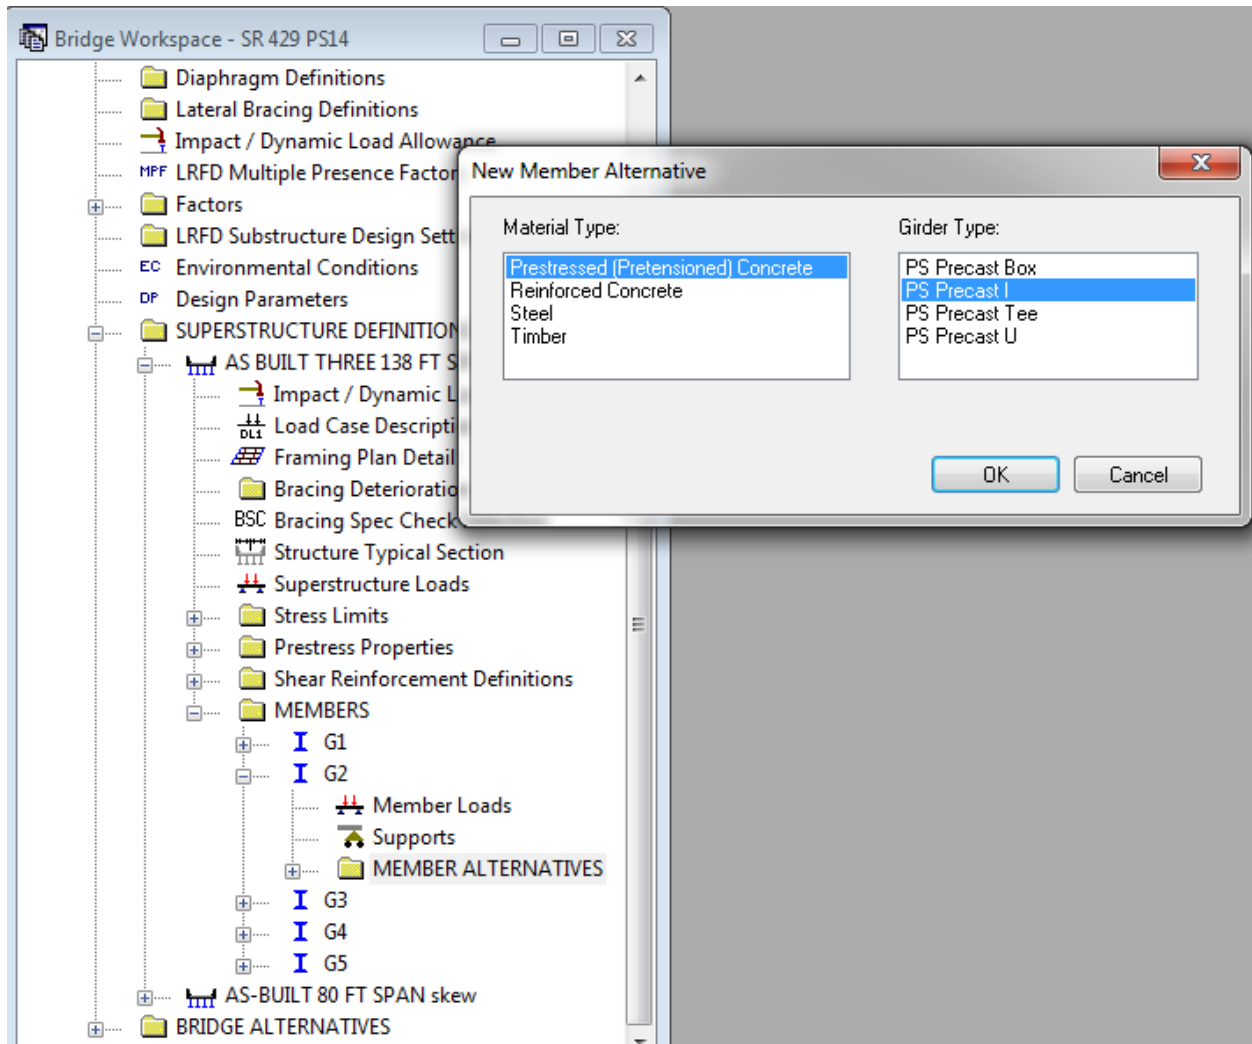 Bridge Workspace - SR 429 PS14
Diaphragm Definitions
Lateral Bracing Definitions
Impact / Dynamic Load Allowance
MPF LRFD Multiple Presence Factor
Factors
LRFD Substructure Design Sett
EC Environmental Conditions
DP Design Parameters
SUPERSTRUCTURE DEFINITION
AS BUILT THREE 138 FT S
Impact / Dynamic L
DL1 Load Case Descripti
Framing Plan Detail
Bracing Deterioratio
BSC Bracing Spec Check
Structure Typical Section
Superstructure Loads
Stress Limits
Prestress Properties
Shear Reinforcement Definitions
MEMBERS
G1
G2
Member Loads
Supports
MEMBER ALTERNATIVES
G3
G4
G5
AS-BUILT 80 FT SPAN skew
BRIDGE ALTERNATIVES
New Member Alternative
Material Type:
Prestressed (Pretensioned) Concrete
Reinforced Concrete
Steel
Timber
Girder Type:
PS Precast Box
PS Precast I
PS Precast Tee
PS Precast U
OK
Cancel